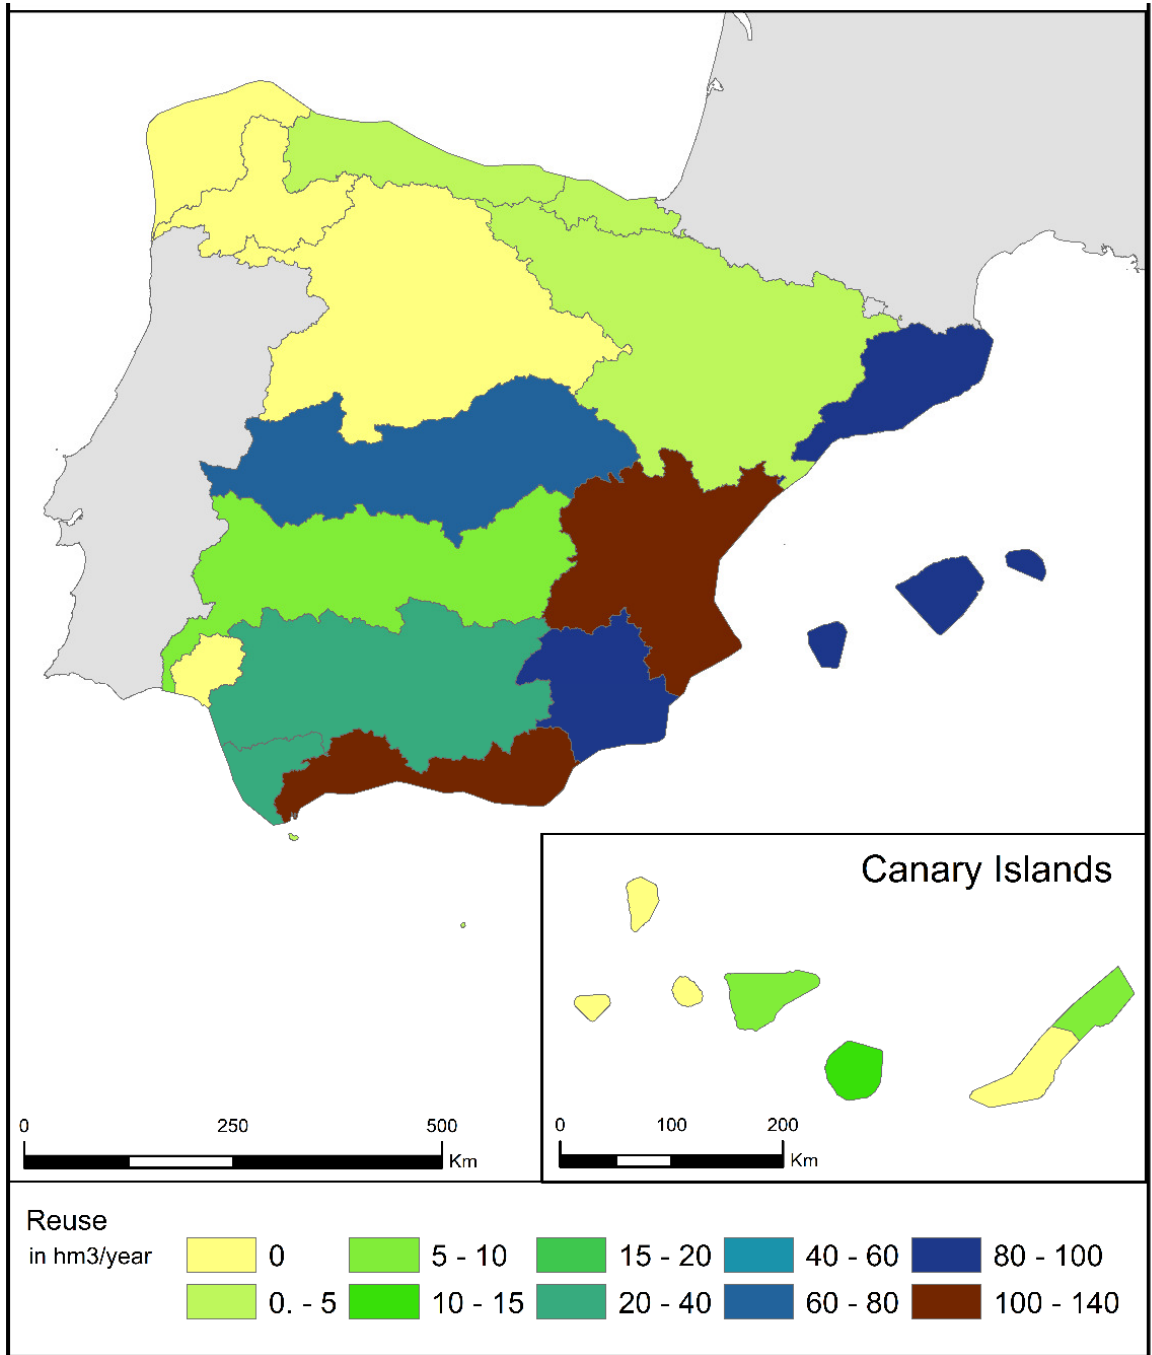 Canary Islands
0 250 500
Km
0 100 200
Km
Reuse
in hm3/year
0 5 - 10 15 - 20 40 - 60 80 - 100
0. - 5 10 - 15 20 - 40 60 - 80 100 - 140